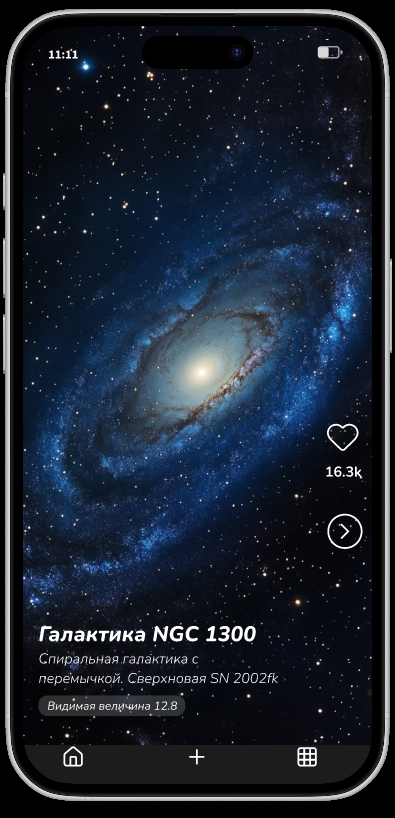 11:11
16.3k
Галактика NGC 1300
Спиральная галактика с
перемычкой. Сверхновая SN 2002fk
Видимая величина 12.8